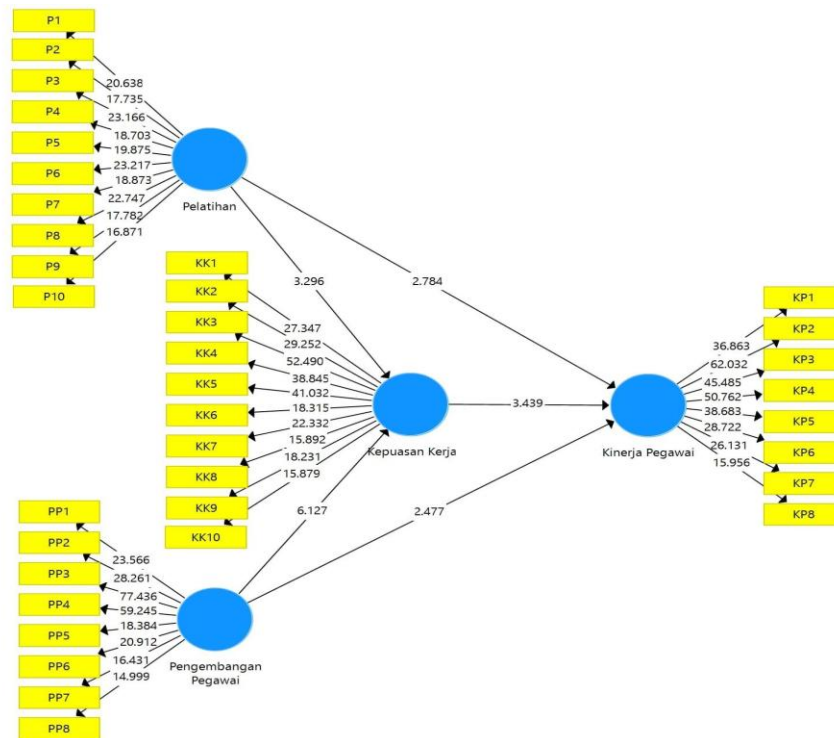 P1
P2
P3
P4
P5
P6
P7
P8
P9
P10
20.638
17.735
23.166
18.703
19.875
23.217
18.873
22.747
17.782
16.871
Pelatihan
3.296
2.784
KK1
KK2
KK3
KK4
KK5
KK6
KK7
KK8
KK9
KK10
27.347
29.252
52.490
38.845
41.032
18.315
22.332
15.892
18.231
15.879
Kepuasan Kerja
3.439
6.127
2.477
Kinerja Pegawai
36.863
62.032
45.485
50.762
38.683
28.722
26.131
15.956
KP1
KP2
KP3
KP4
KP5
KP6
KP7
KP8
PP1
PP2
PP3
PP4
PP5
PP6
PP7
PP8
23.566
28.261
77.436
59.245
18.384
20.912
16.431
14.999
Pengembangan
Pegawai